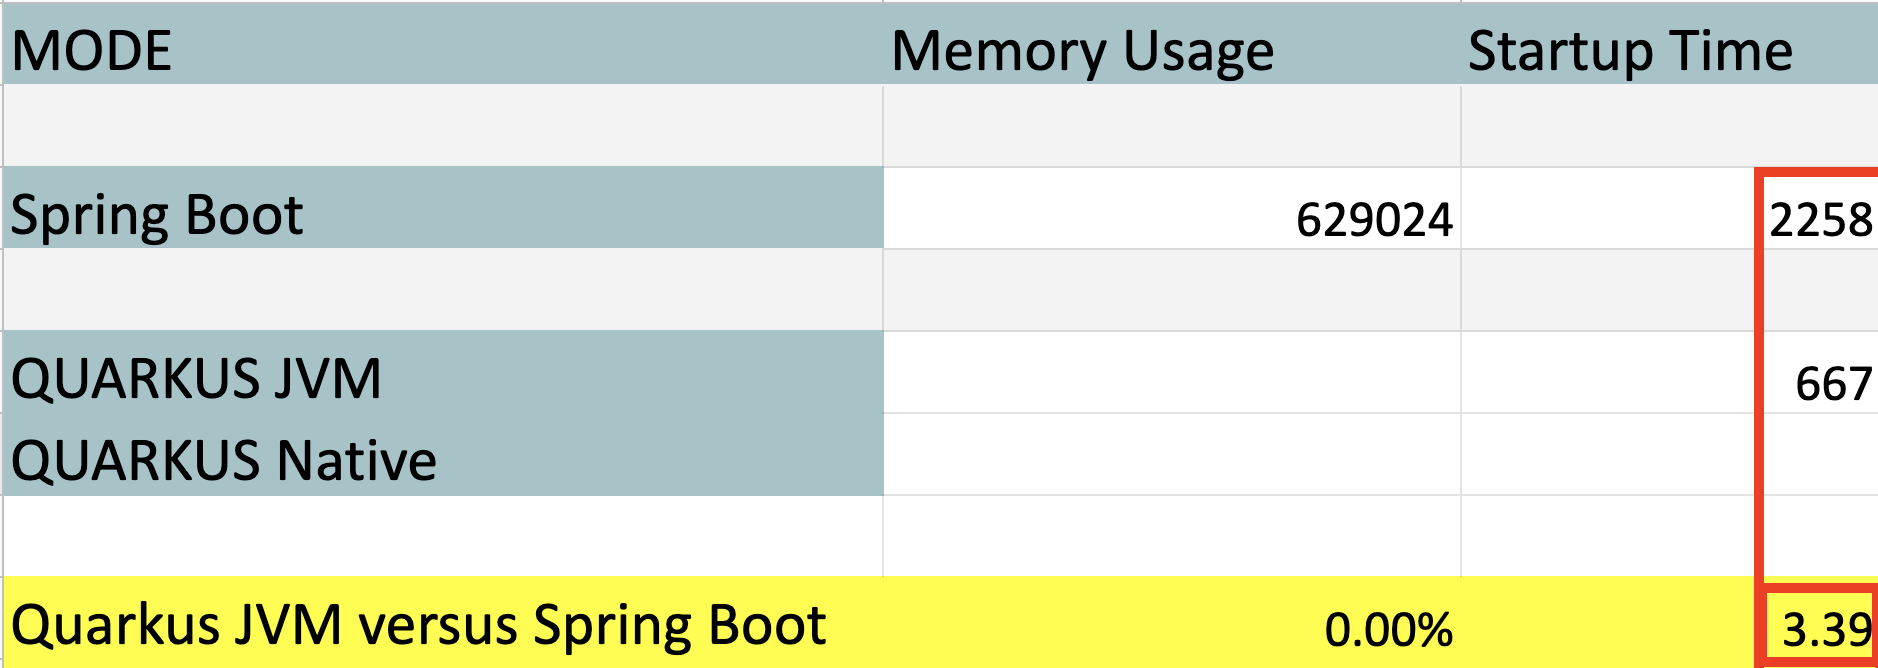 MODE Memory Usage Startup Time
Spring Boot 629024 2258
QUARKUS JVM 667
QUARKUS Native
Quarkus JVM versus Spring Boot 0.00% 3.39